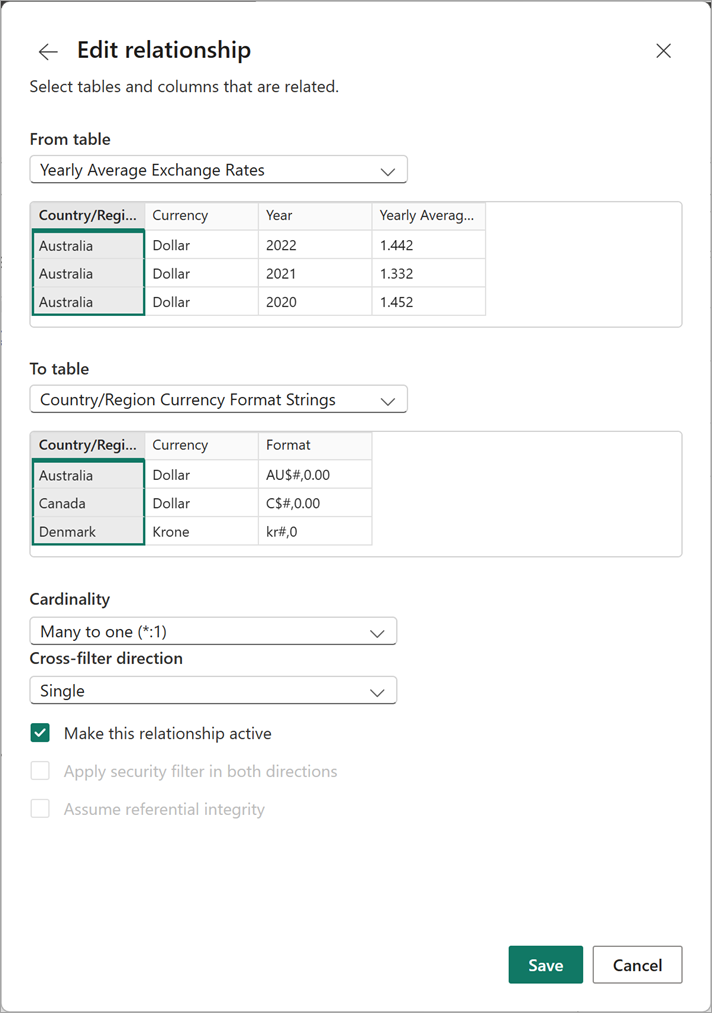 Edit relationship
Select tables and columns that are related.
From table
Yearly Average Exchange Rates
Country/Regi... Currency Year Yearly Averag...
Australia Dollar 2022 1.442
Australia Dollar 2021 1.332
Australia Dollar 2020 1.452
To table
Country/Region Currency Format Strings
Country/Regi... Currency Format
Australia Dollar AU$#,0.00
Canada Dollar C$#,0.00
Denmark Krone kr#,0
Cardinality
Many to one (*:1)
Cross-filter direction
Single
Make this relationship active
Apply security filter in both directions
Assume referential integrity
Save Cancel